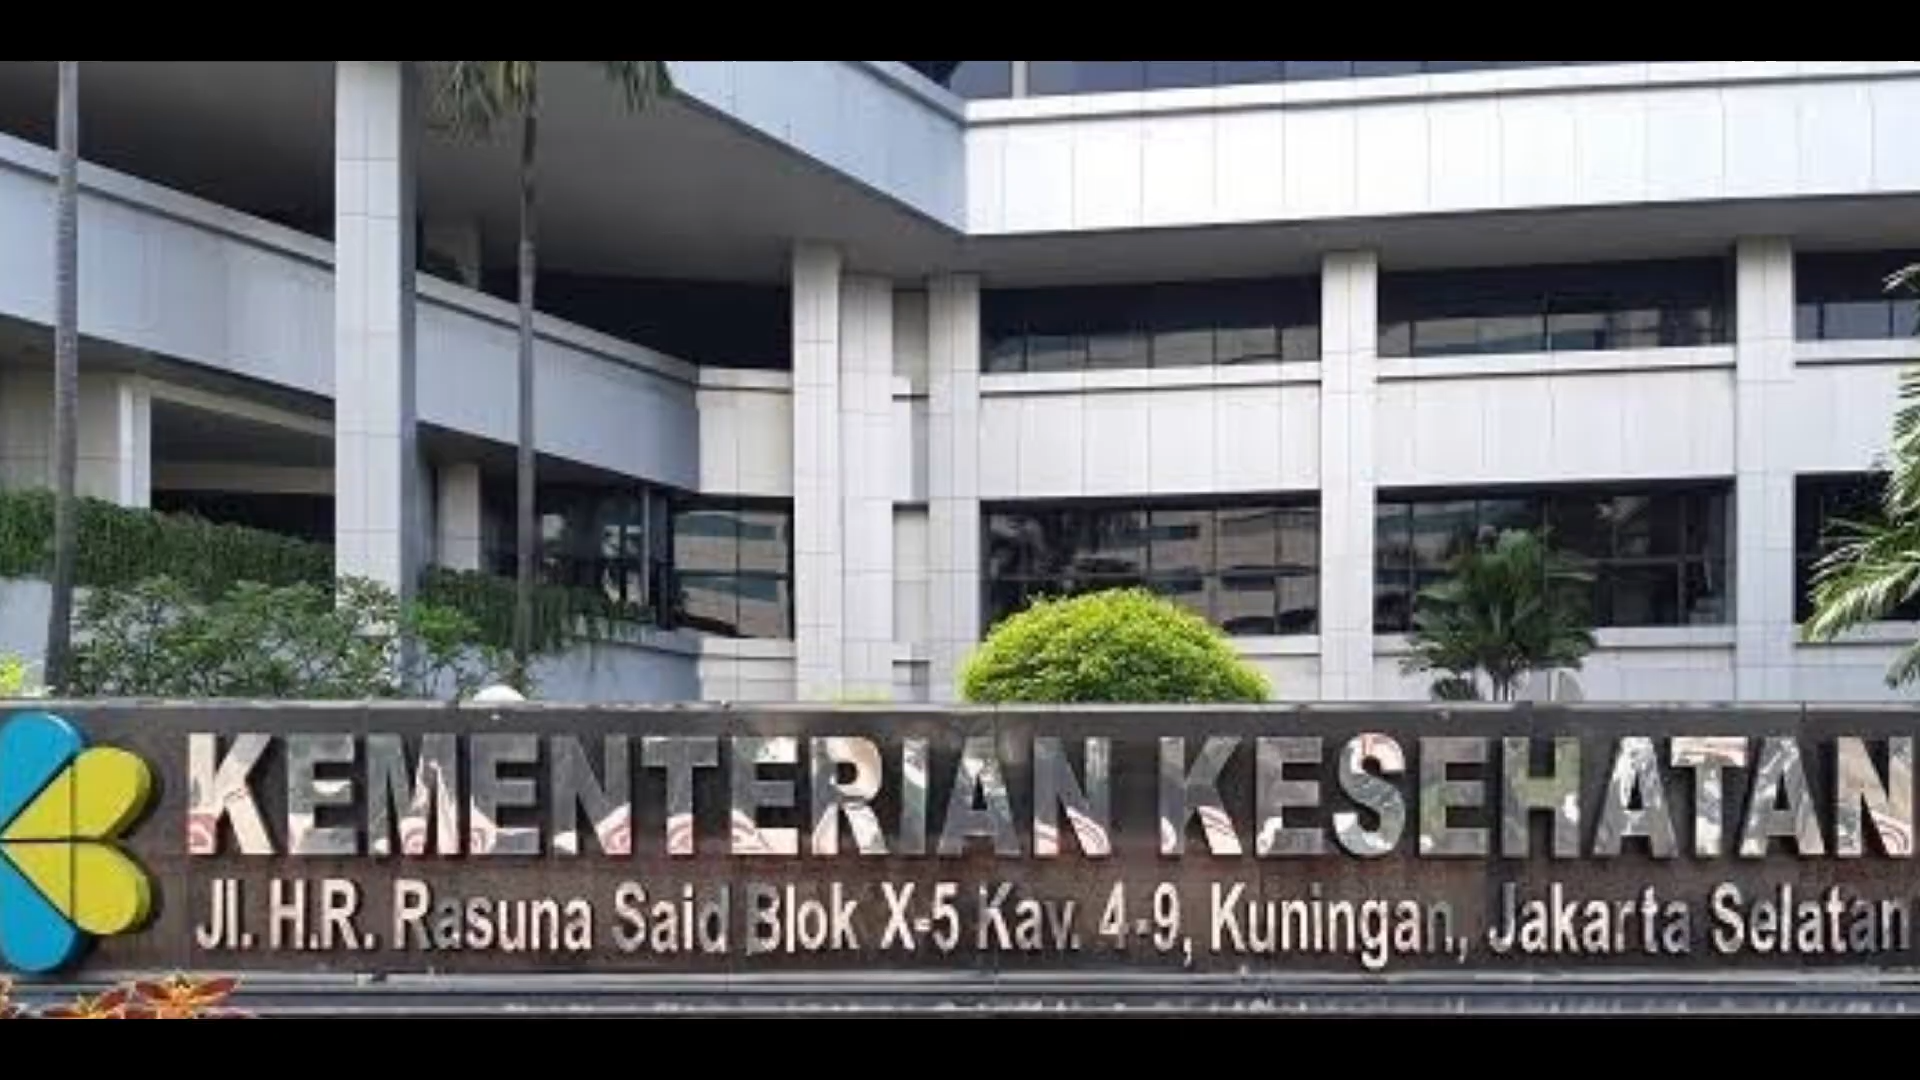 KEMENTERIAN KESEHATAN
Jl. H.R. Rasuna Said Blok X-5 Kav. 4-9, Kuningan, Jakarta Selatan